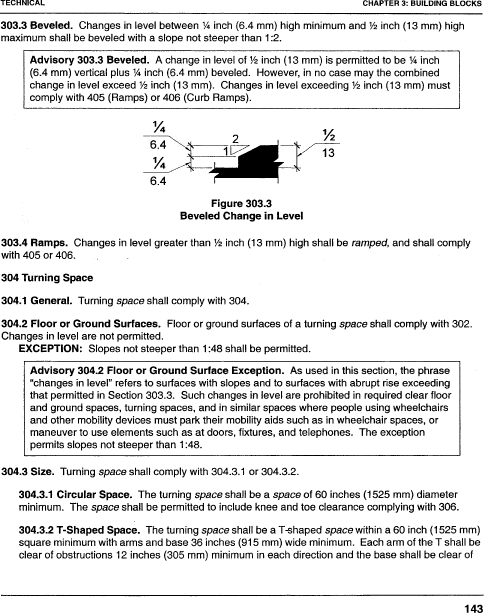 TECHNICAL CHAPTER 3: BUILDING BLOCKS
303.3 Beveled. Changes in level between ¼ inch (6.4 mm) high minimum and ½ inch (13 mm) high
maximum shall be beveled with a slope not steeper than 1:2.
Advisory 303.3 Beveled. A change in level of ½ inch (13 mm) is permitted to be ¼ inch
(6.4 mm) vertical plus ¼ inch (6.4 mm) beveled. However, in no case may the combined
change in level exceed ½ inch (13 mm). Changes in level exceeding ½ inch (13 mm) must
comply with 405 (Ramps) or 406 (Curb Ramps).
¼
6.4
¼
6.4
2
1
½
13
Figure 303.3
Beveled Change in Level
303.4 Ramps. Changes in level greater than ½ inch (13 mm) high shall be ramped, and shall comply
with 405 or 406.
304 Turning Space
304.1 General. Turning space shall comply with 304.
304.2 Floor or Ground Surfaces. Floor or ground surfaces of a turning space shall comply with 302.
Changes in level are not permitted.
EXCEPTION: Slopes not steeper than 1:48 shall be permitted.
Advisory 304.2 Floor or Ground Surface Exception. As used in this section, the phrase
"changes in level" refers to surfaces with slopes and to surfaces with abrupt rise exceeding
that permitted in Section 303.3. Such changes in level are prohibited in required clear floor
and ground spaces, turning spaces, and in similar spaces where people using wheelchairs
and other mobility devices must park their mobility aids such as in wheelchair spaces, or
maneuver to use elements such as at doors, fixtures, and telephones. The exception
permits slopes not steeper than 1:48.
304.3 Size. Turning space shall comply with 304.3.1 or 304.3.2.
304.3.1 Circular Space. The turning space shall be a space of 60 inches (1525 mm) diameter
minimum. The space shall be permitted to include knee and toe clearance complying with 306.
304.3.2 T-Shaped Space. The turning space shall be a T-shaped space within a 60 inch (1525 mm)
square minimum with arms and base 36 inches (915 mm) wide minimum. Each arm of the T shall be
clear of obstructions 12 inches (305 mm) minimum in each direction and the base shall be clear of
143